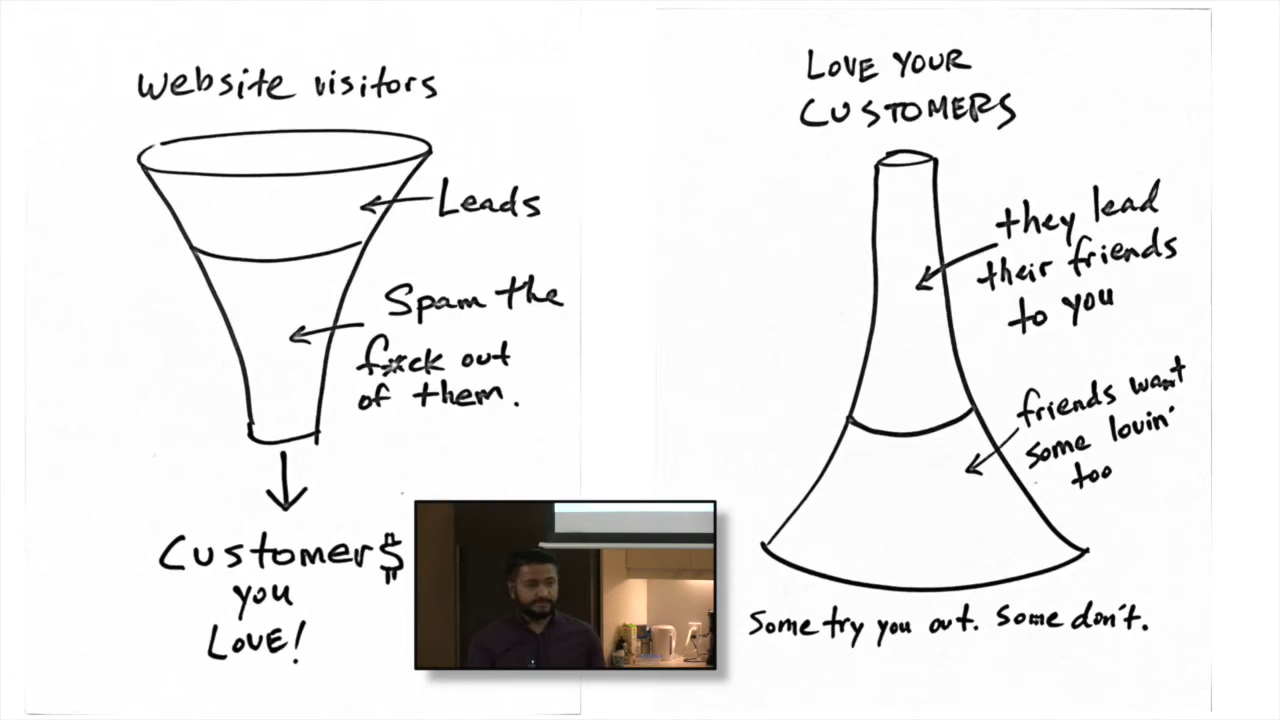 website visitors
Leads
Spam the
f*ck out
of them.
Customer$
you
LOVE!
LOVE YOUR
CUSTOMERS
they lead
their friends
to you
friends want
some lovin'
too
Some try you out. Some don't.